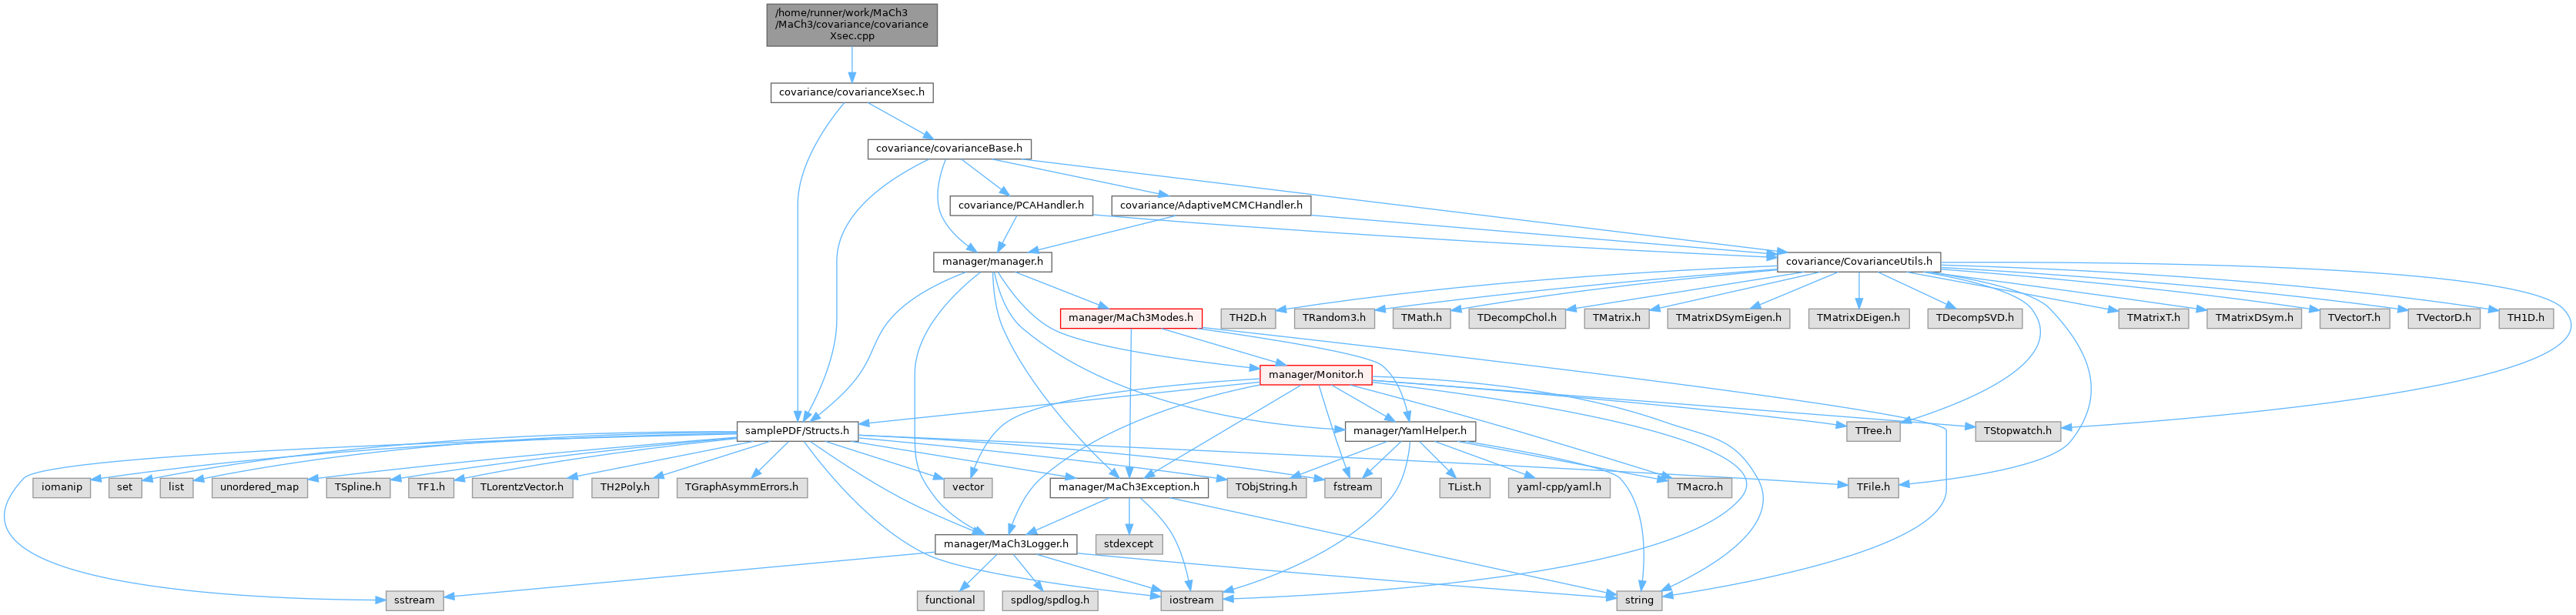 /home/runner/work/MaCh3
/MaCh3/covariance/covariance
Xsec.cpp
covariance/covarianceXsec.h
covariance/covarianceBase.h
covariance/PCAHandler.h
covariance/AdaptiveMCMCHandler.h
manager/manager.h
covariance/CovarianceUtils.h
manager/MaCh3Modes.h
TH2D.h
TRandom3.h
TMath.h
TDecompChol.h
TMatrix.h
TMatrixDSymEigen.h
TMatrixDEigen.h
TDecompSVD.h
TMatrixT.h
TMatrixDSym.h
TVectorT.h
TVectorD.h
TH1D.h
manager/Monitor.h
samplePDF/Structs.h
manager/YamlHelper.h
TTree.h
TStopwatch.h
iomanip
set
list
unordered_map
TSpline.h
TF1.h
TLorentzVector.h
TH2Poly.h
TGraphAsymmErrors.h
vector
manager/MaCh3Exception.h
TObjString.h
fstream
TList.h
yaml-cpp/yaml.h
TMacro.h
TFile.h
manager/MaCh3Logger.h
stdexcept
sstream
functional
spdlog/spdlog.h
iostream
string